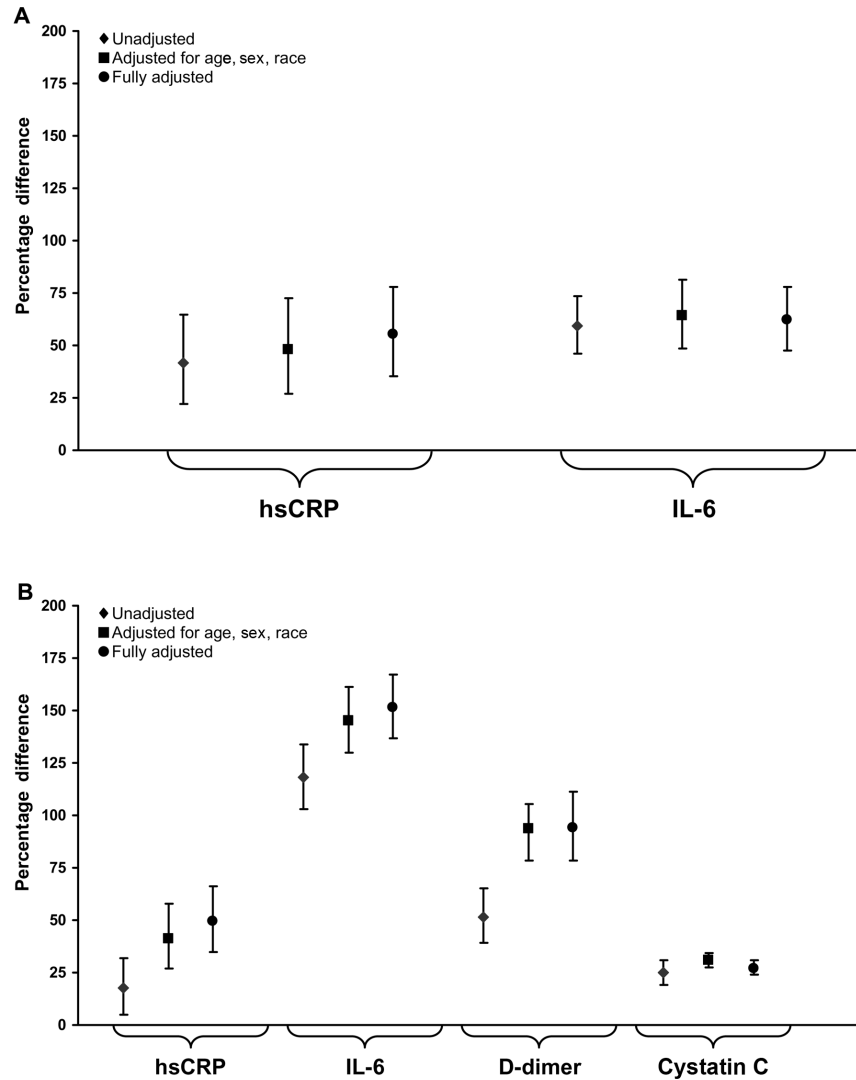 A
200
175
150
125
100
75
50
25
0
Percentage difference
Unadjusted
Adjusted for age, sex, race
Fully adjusted
hsCRP IL-6
B
200
175
150
125
100
75
50
25
0
Percentage difference
Unadjusted
Adjusted for age, sex, race
Fully adjusted
hsCRP IL-6 D-dimer Cystatin C